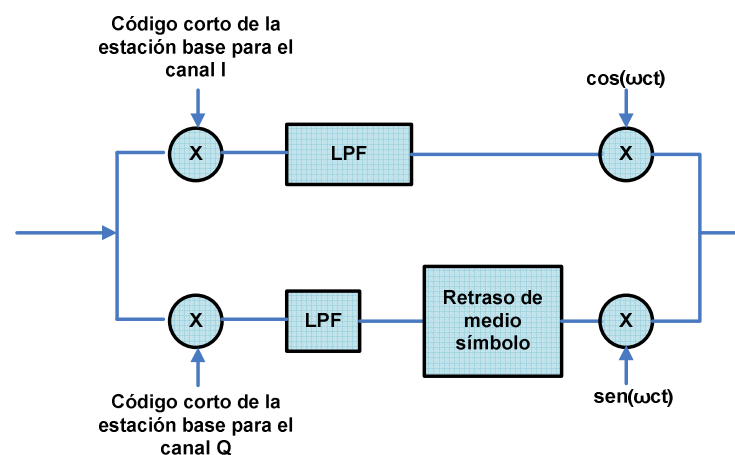 Código corto de la
estación base para el
canal I
cos(ωct)
X
LPF
X
X
LPF
Retraso de
medio
símbolo
X
Código corto de la
estación base para el
canal Q
sen(ωct)